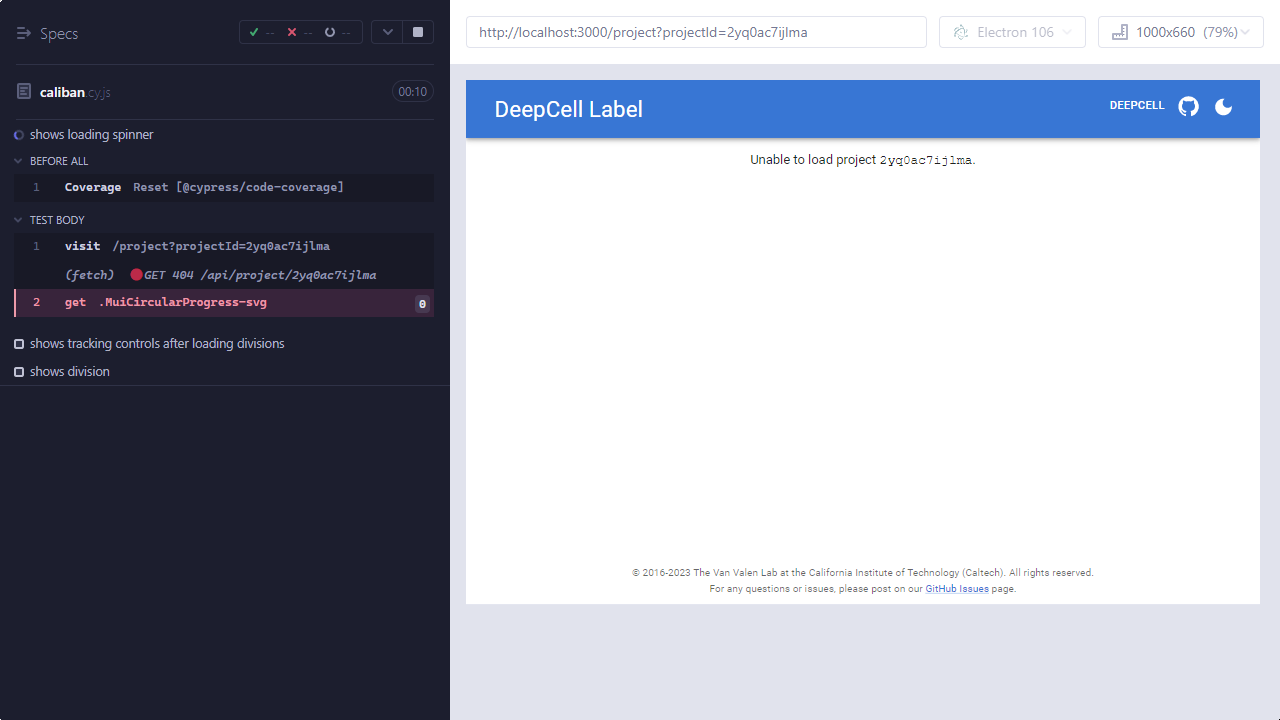 Specs
-- -- --
caliban.cy.js
00:10
shows loading spinner
BEFORE ALL
1 Coverage Reset [@cypress/code-coverage]
TEST BODY
1 visit /project?projectId=2yq0ac7ijlma
(fetch) GET 404 /api/project/2yq0ac7ijlma
2 get .MuiCircularProgress-svg 0
shows tracking controls after loading divisions
shows division
http://localhost:3000/project?projectId=2yq0ac7ijlma
Electron 106
1000x660 (79%)
DeepCell Label
DEEPCELL
Unable to load project 2yq0ac7ijlma.
© 2016-2023 The Van Valen Lab at the California Institute of Technology (Caltech). All rights reserved.
For any questions or issues, please post on our GitHub Issues page.